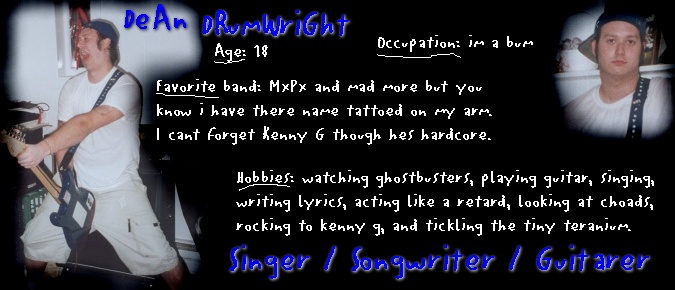 DeAn DRumWriGht
Age: 18
Occupation: im a bum
Favorite band: MxPx and mad more but you
know i have there name tattoed on my arm.
I cant forget Kenny G though hes hardcore.
Hobbies: watching ghostbusters, playing guitar, singing,
writing lyrics, acting like a retard, looking at choads,
rocking to kenny g, and tickling the tiny teranium.
Singer / Songwriter / Guitarer